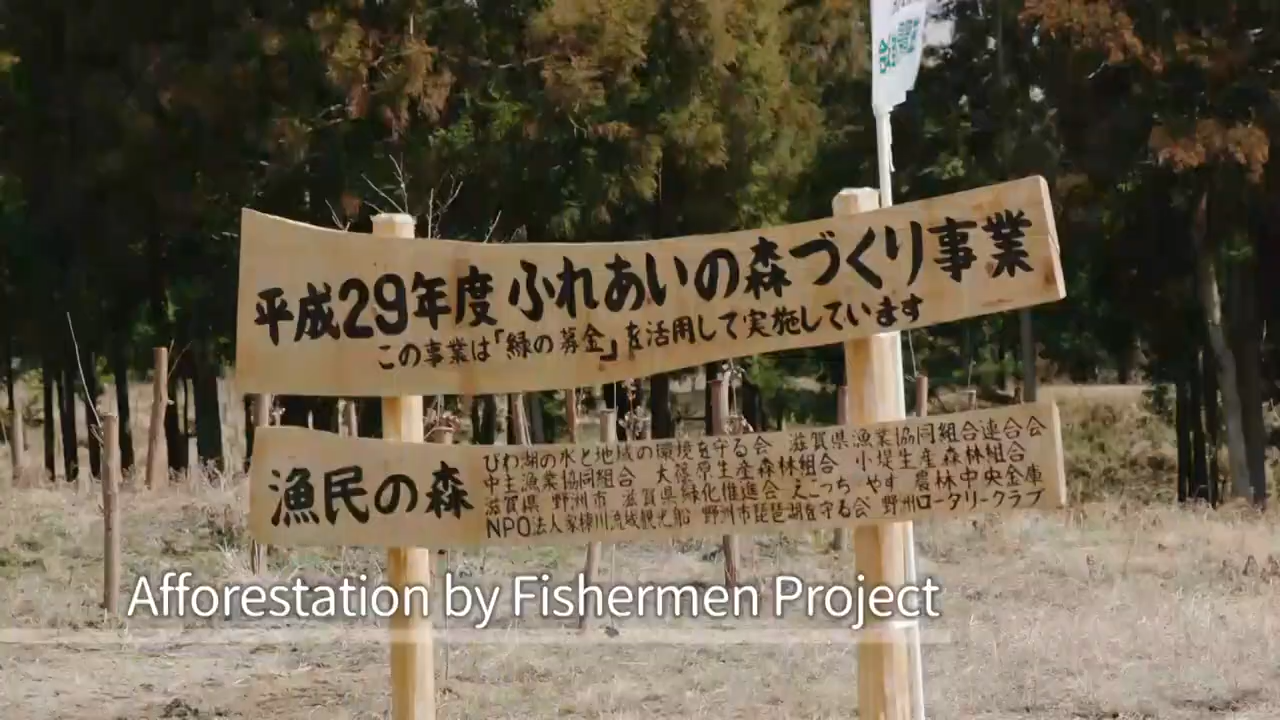 平成29年度 ふれあいの森づくり事業
この事業は「緑の募金」を活用して実施しています
漁民の森
びわ湖の水と地域の環境を守る会 滋賀県漁業協同組合連合会
中主漁業協同組合 大篠原生産森林組合 小堤生産森林組合
滋賀県 野洲市 滋賀県緑化推進会 えこっち やす 農林中央金庫
NPO法人家棟川流域観光船 野洲市琵琶湖を守る会 野洲ロータリークラブ
Afforestation by Fishermen Project